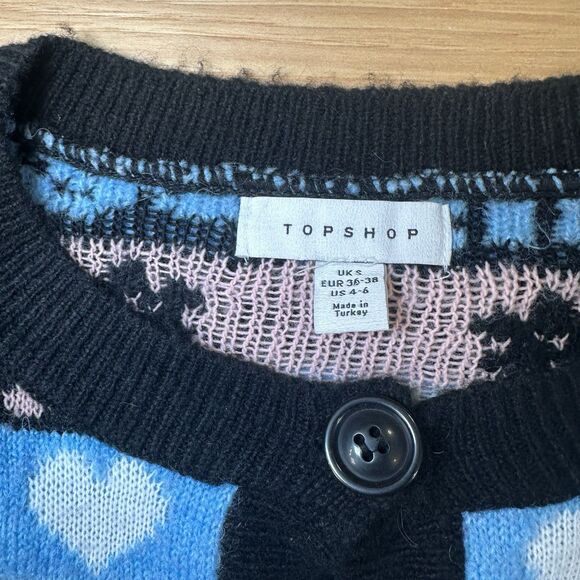 TOPSHOP
UK S
EUR 36-38
US 4-6
Made in
Turkey